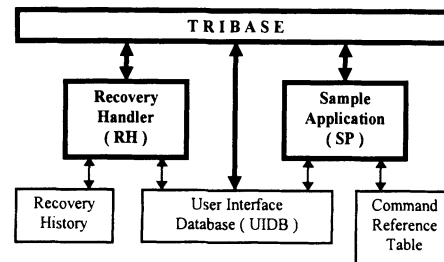 TRIBASE
Recovery
Handler
( RH )
Sample
Application
( SP )
Recovery
History
User Interface
Database ( UIDB )
Command
Reference
Table